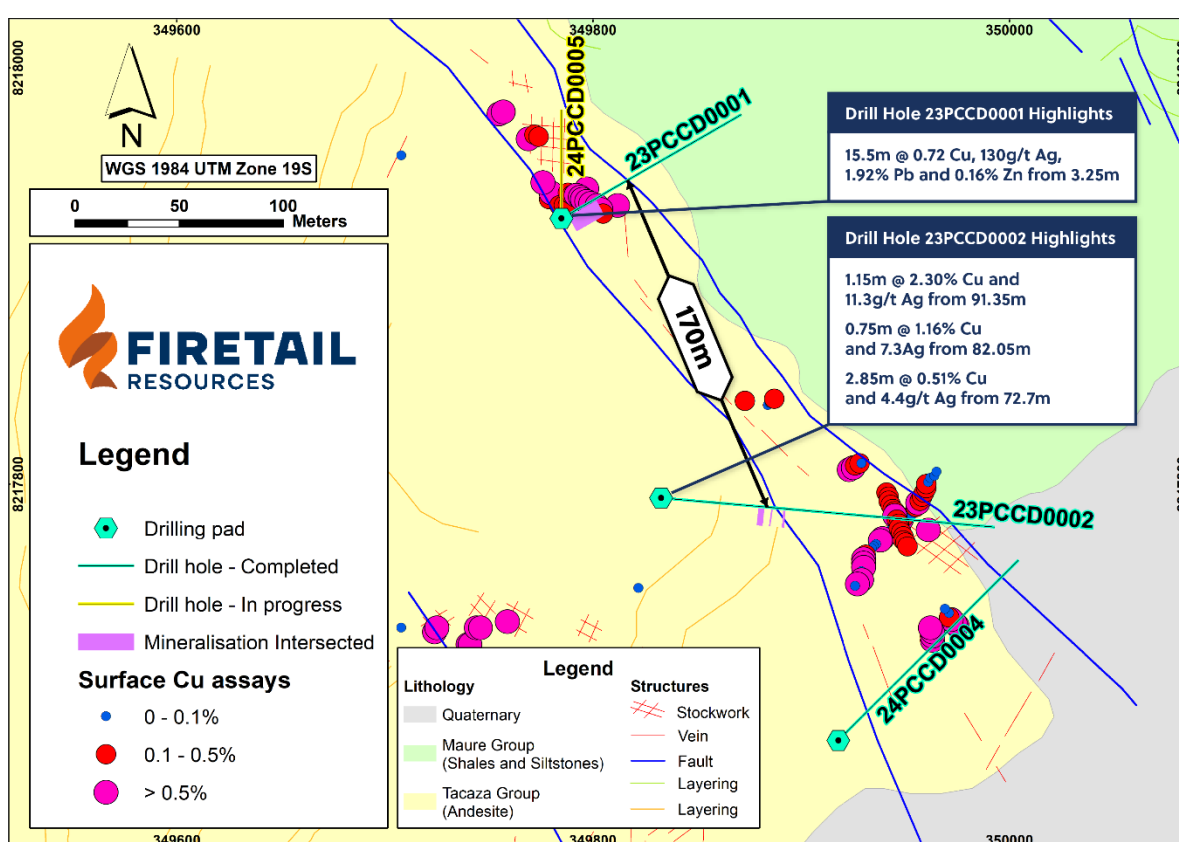 349600
349800
350000
8218000
N
WGS 1984 UTM Zone 19S
0 50 100
Meters
24PCCD0005
23PCCD0001
Drill Hole 23PCCD0001 Highlights
15.5m @ 0.72 Cu, 130g/t Ag,
1.92% Pb and 0.16% Zn from 3.25m
Drill Hole 23PCCD0002 Highlights
1.15m @ 2.30% Cu and
11.3g/t Ag from 91.35m
0.75m @ 1.16% Cu
and 7.3Ag from 82.05m
2.85m @ 0.51% Cu
and 4.4g/t Ag from 72.7m
170m
FIRETAIL
RESOURCES
8217800
23PCCD0002
24PCCD0004
Legend
Drilling pad
Drill hole - Completed
Drill hole - In progress
Mineralisation Intersected
Surface Cu assays
0 - 0.1%
0.1 - 0.5%
> 0.5%
Legend
Lithology
Quaternary
Maure Group
(Shales and Siltstones)
Tacaza Group
(Andesite)
Structures
Stockwork
Vein
Fault
Layering
Layering
349600
349800
350000